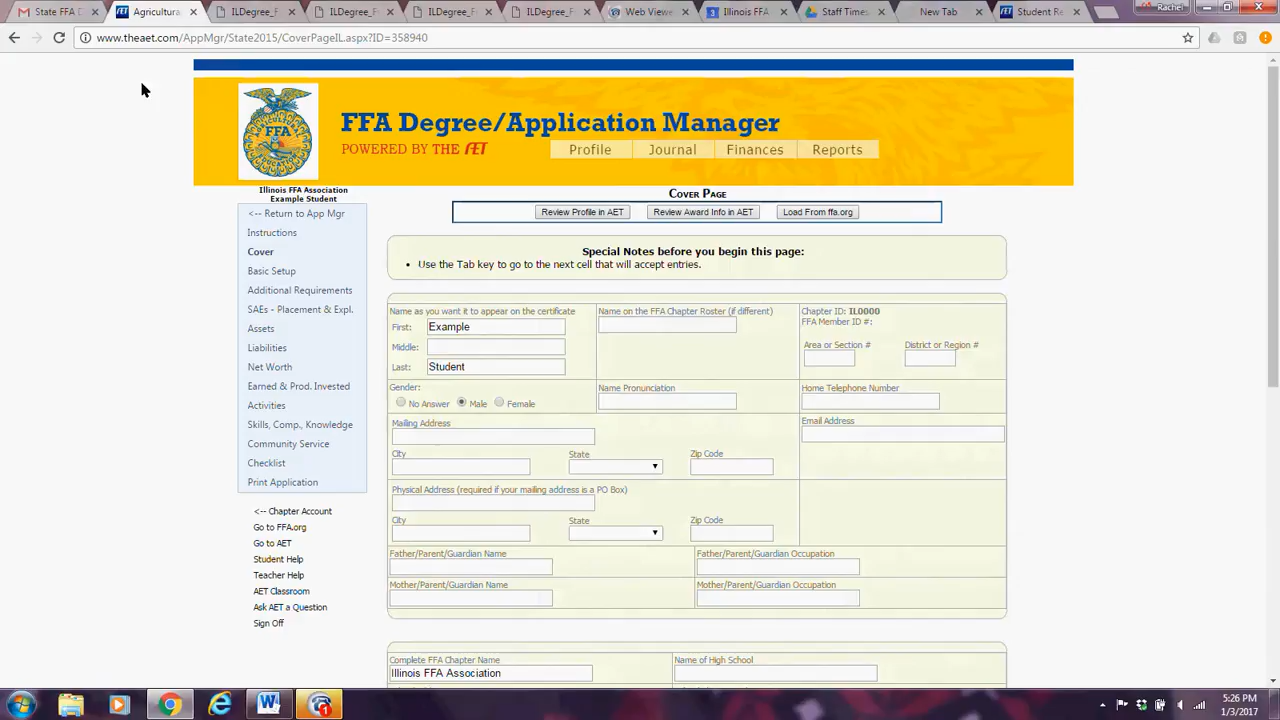 State FFA D
Agricultura
ILDegree_F
ILDegree_F
ILDegree_F
ILDegree_F
Web Viewe
Illinois FFA
Staff Times
New Tab
Student Re
Rachel
www.theaet.com/AppMgr/State2015/CoverPageIL.aspx?ID=358940
FFA
FFA Degree/Application Manager
POWERED BY THE AET
Profile Journal Finances Reports
Illinois FFA Association
Example Student
<-- Return to App Mgr
Instructions
Cover
Basic Setup
Additional Requirements
SAEs - Placement & Expl.
Assets
Liabilities
Net Worth
Earned & Prod. Invested
Activities
Skills, Comp., Knowledge
Community Service
Checklist
Print Application
<-- Chapter Account
Go to FFA.org
Go to AET
Student Help
Teacher Help
AET Classroom
Ask AET a Question
Sign Off
COVER PAGE
Review Profile in AET Review Award Info in AET Load From ffa.org
Special Notes before you begin this page:
• Use the Tab key to go to the next cell that will accept entries.
Name as you want it to appear on the certificate
First: Example
Middle:
Last: Student
Name on the FFA Chapter Roster (if different)
Chapter ID: IL0000
FFA Member ID #:
Area or Section # District or Region #
Gender:
No Answer Male Female
Name Pronunciation
Home Telephone Number
Mailing Address
Email Address
City State Zip Code
Physical Address (required if your mailing address is a PO Box)
City State Zip Code
Father/Parent/Guardian Name Father/Parent/Guardian Occupation
Mother/Parent/Guardian Name Mother/Parent/Guardian Occupation
Complete FFA Chapter Name Name of High School
Illinois FFA Association
5:26 PM
1/3/2017